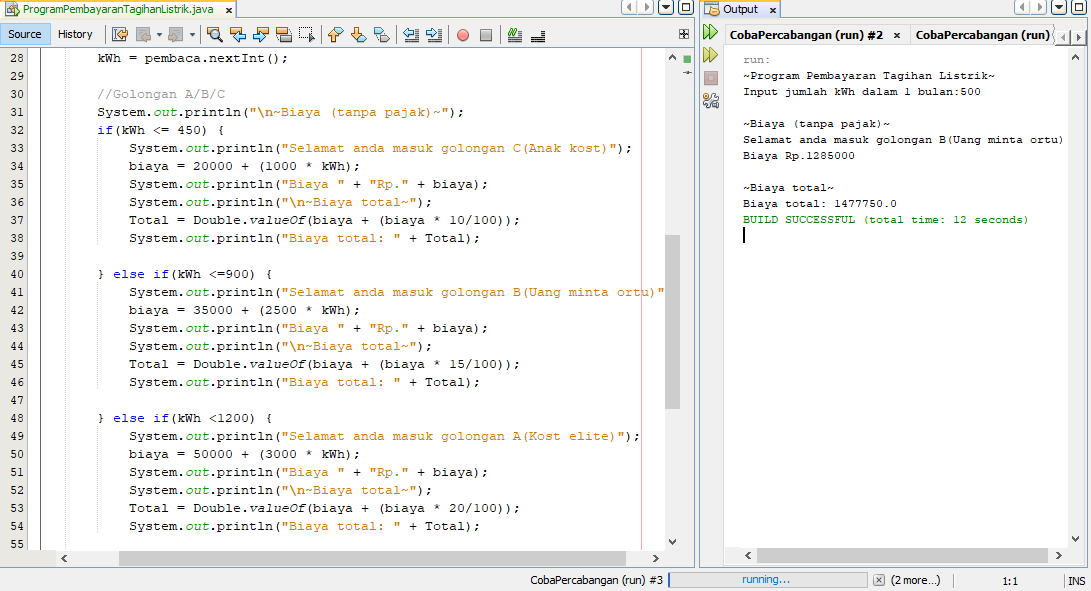 ProgramPembayaranTagihanListrik.java
Source History
28 kWh = pembaca.nextInt();
29
30 //Golongan A/B/C
31 System.out.println("\n~Biaya (tanpa pajak)~");
32 if(kWh <= 450) {
33 System.out.println("Selamat anda masuk golongan C(Anak kost)");
34 biaya = 20000 + (1000 * kWh);
35 System.out.println("Biaya " + "Rp." + biaya);
36 System.out.println("\n~Biaya total~");
37 Total = Double.valueOf(biaya + (biaya * 10/100));
38 System.out.println("Biaya total: " + Total);
39
40 } else if(kWh <=900) {
41 System.out.println("Selamat anda masuk golongan B(Uang minta ortu)"
42 biaya = 35000 + (2500 * kWh);
43 System.out.println("Biaya " + "Rp." + biaya);
44 System.out.println("\n~Biaya total~");
45 Total = Double.valueOf(biaya + (biaya * 15/100));
46 System.out.println("Biaya total: " + Total);
47
48 } else if(kWh <1200) {
49 System.out.println("Selamat anda masuk golongan A(Kost elite)");
50 biaya = 50000 + (3000 * kWh);
51 System.out.println("Biaya " + "Rp." + biaya);
52 System.out.println("\n~Biaya total~");
53 Total = Double.valueOf(biaya + (biaya * 20/100));
54 System.out.println("Biaya total: " + Total);
55
Output
CobaPercabangan (run) #2 CobaPercabangan (run)
run:
~Program Pembayaran Tagihan Listrik~
Input jumlah kWh dalam 1 bulan:500
~Biaya (tanpa pajak)~
Selamat anda masuk golongan B(Uang minta ortu)
Biaya Rp.1285000
~Biaya total~
Biaya total: 1477750.0
BUILD SUCCESSFUL (total time: 12 seconds)
CobaPercabangan (run) #3 running... (2 more...) 1:1 INS